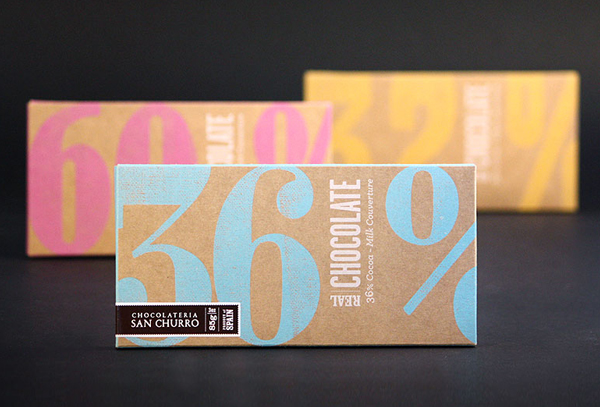 60%
CHOCOLATE
32%
CHOCOLATE
36%
REAL
CHOCOLATE
36% Cocoa - Milk Couverture
CHOCOLATERIA
SAN CHURRO
85g
SPAIN